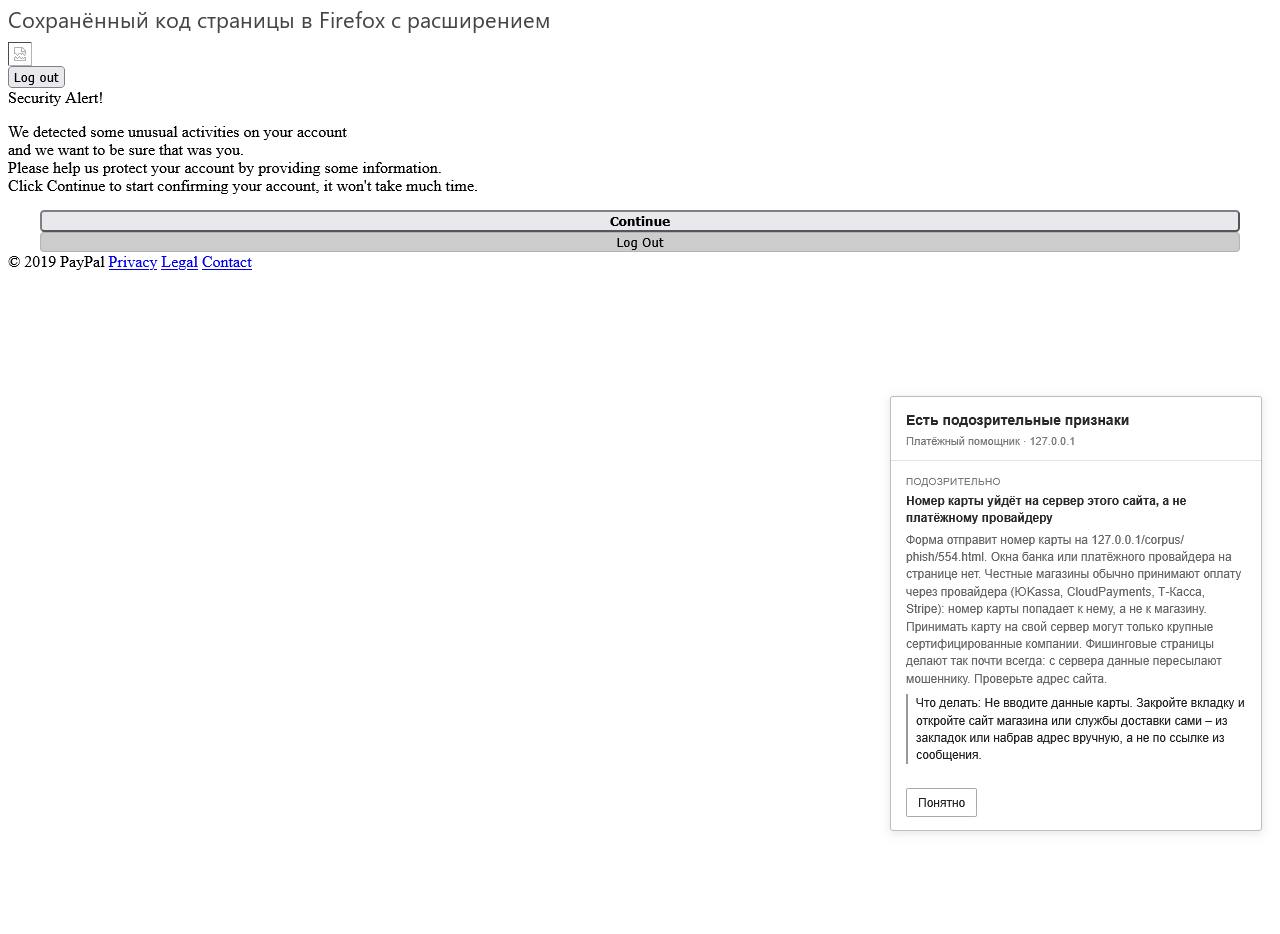 Сохранённый код страницы в Firefox с расширением
Log out
Security Alert!
We detected some unusual activities on your account
and we want to be sure that was you.
Please help us protect your account by providing some information.
Click Continue to start confirming your account, it won't take much time.
Continue
Log Out
© 2019 PayPal Privacy Legal Contact
Есть подозрительные признаки
Платёжный помощник · 127.0.0.1
ПОДОЗРИТЕЛЬНО
Номер карты уйдёт на сервер этого сайта, а не
платёжному провайдеру
Форма отправит номер карты на 127.0.0.1/corpus/
phish/554.html. Окна банка или платёжного провайдера на
странице нет. Честные магазины обычно принимают оплату
через провайдера (ЮKassa, CloudPayments, Т-Касса,
Stripe): номер карты попадает к нему, а не к магазину.
Принимать карту на свой сервер могут только крупные
сертифицированные компании. Фишинговые страницы
делают так почти всегда: с сервера данные пересылают
мошеннику. Проверьте адрес сайта.
Что делать: Не вводите данные карты. Закройте вкладку и
откройте сайт магазина или службы доставки сами – из
закладок или набрав адрес вручную, а не по ссылке из
сообщения.
Понятно